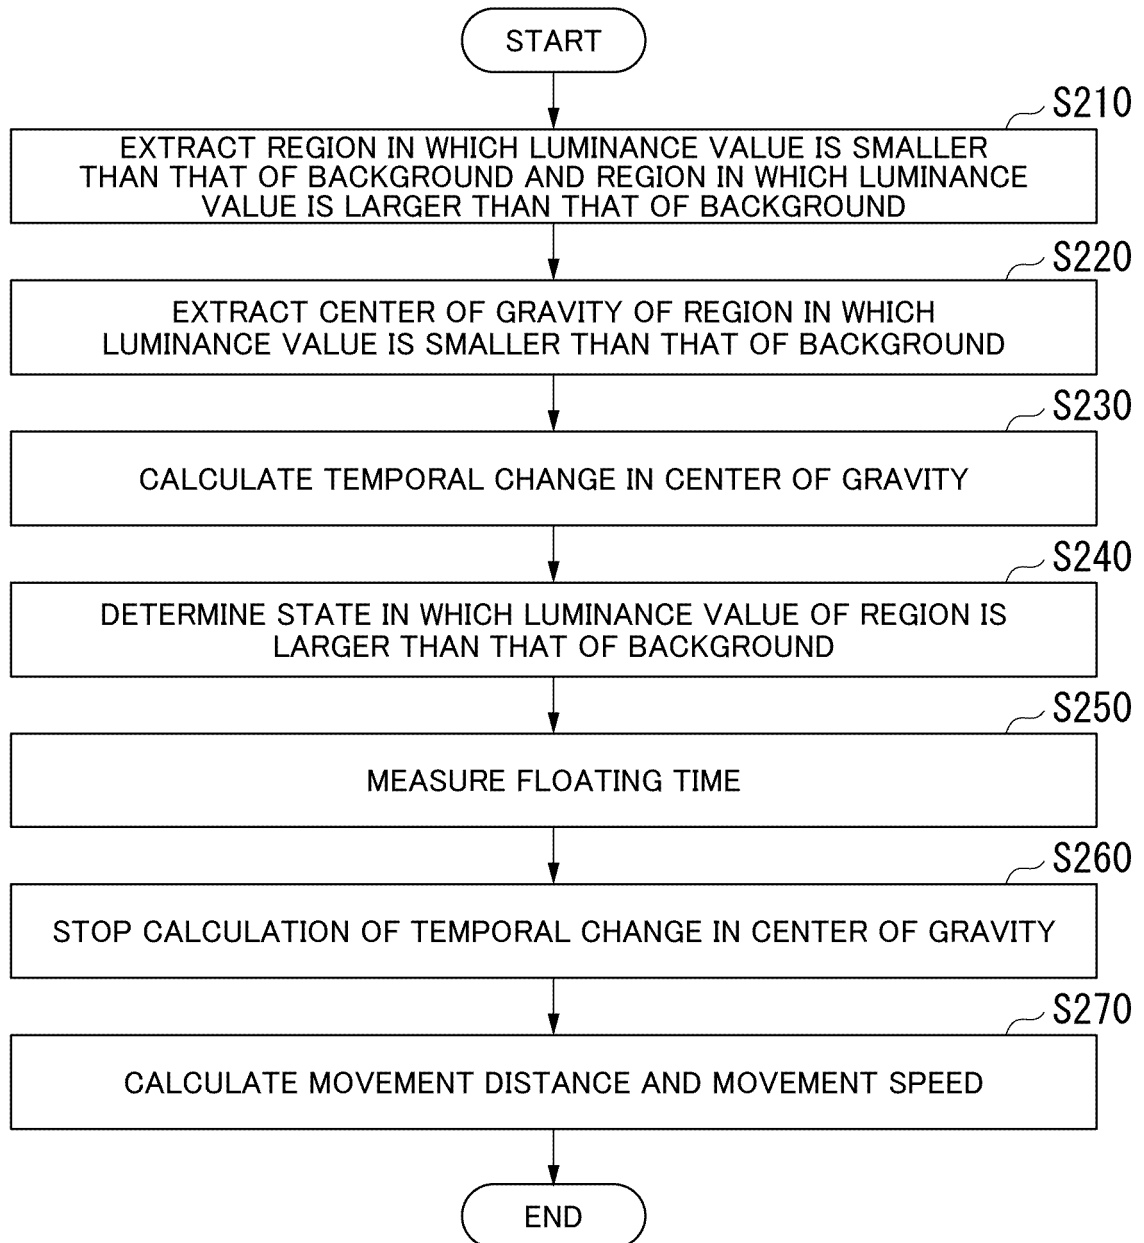 START
S210
EXTRACT REGION IN WHICH LUMINANCE VALUE IS SMALLER
THAN THAT OF BACKGROUND AND REGION IN WHICH LUMINANCE
VALUE IS LARGER THAN THAT OF BACKGROUND
S220
EXTRACT CENTER OF GRAVITY OF REGION IN WHICH
LUMINANCE VALUE IS SMALLER THAN THAT OF BACKGROUND
S230
CALCULATE TEMPORAL CHANGE IN CENTER OF GRAVITY
S240
DETERMINE STATE IN WHICH LUMINANCE VALUE OF REGION IS
LARGER THAN THAT OF BACKGROUND
S250
MEASURE FLOATING TIME
S260
STOP CALCULATION OF TEMPORAL CHANGE IN CENTER OF GRAVITY
S270
CALCULATE MOVEMENT DISTANCE AND MOVEMENT SPEED
END